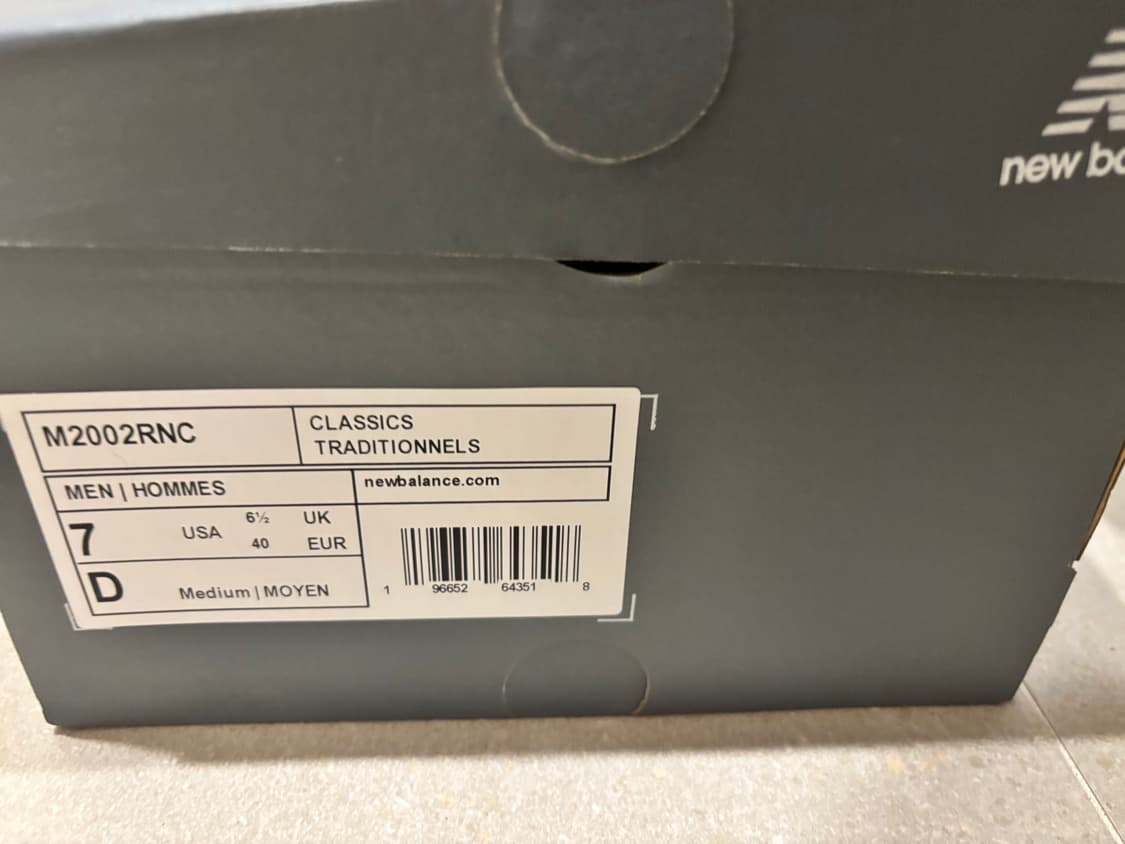 new ba
M2002RNC
CLASSICS
TRADITIONNELS
MEN | HOMMES
newbalance.com
7 USA 6½ UK
40 EUR
D Medium | MOYEN
1 96652 64351 8